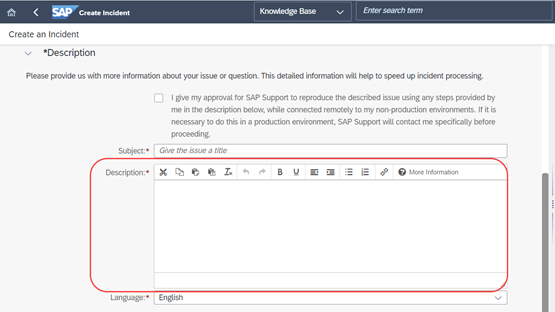 SAP Create Incident Knowledge Base Enter search term
Create an Incident
*Description
Please provide us with more information about your issue or question. This detailed information will help to speed up incident processing.
I give my approval for SAP Support to reproduce the described issue using any steps provided by
me in the description below, while connected remotely to my non-production environments. If it is
necessary to do this in a production environment, SAP Support will contact me specifically before
proceeding.
Subject:* Give the issue a title
Description:* B U More Information
Language:* English